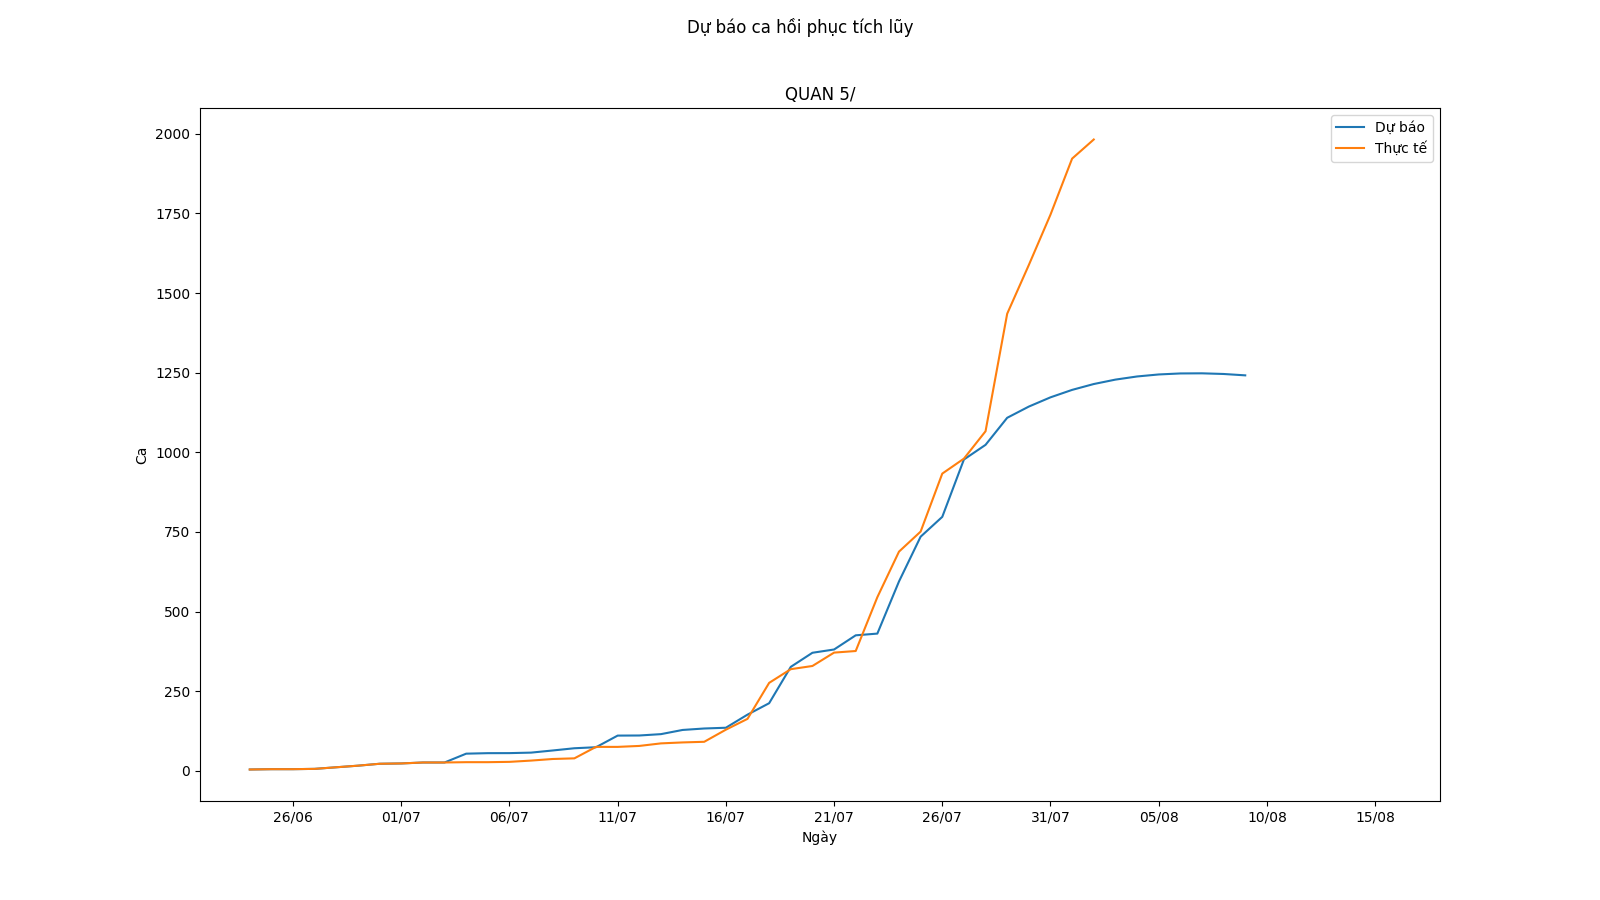 Dự báo ca hồi phục tích lũy
QUAN 5/
Dự báo
Thực tế
2000
1750
1500
1250
1000
750
500
250
0
Ca
26/06 01/07 06/07 11/07 16/07 21/07 26/07 31/07 05/08 10/08 15/08
Ngày